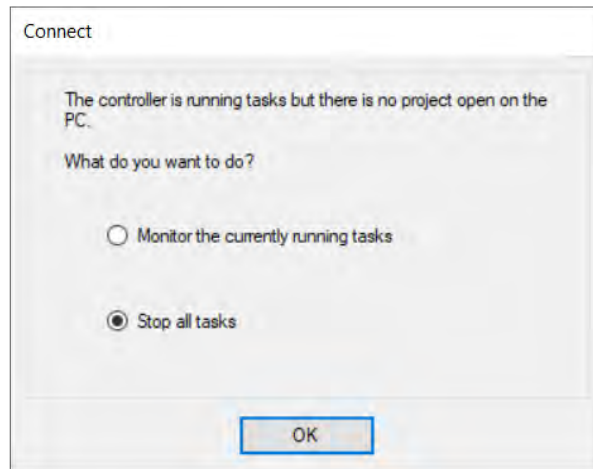 Connect
The controller is running tasks but there is no project open on the
PC.
What do you want to do?
Monitor the currently running tasks
Stop all tasks
OK